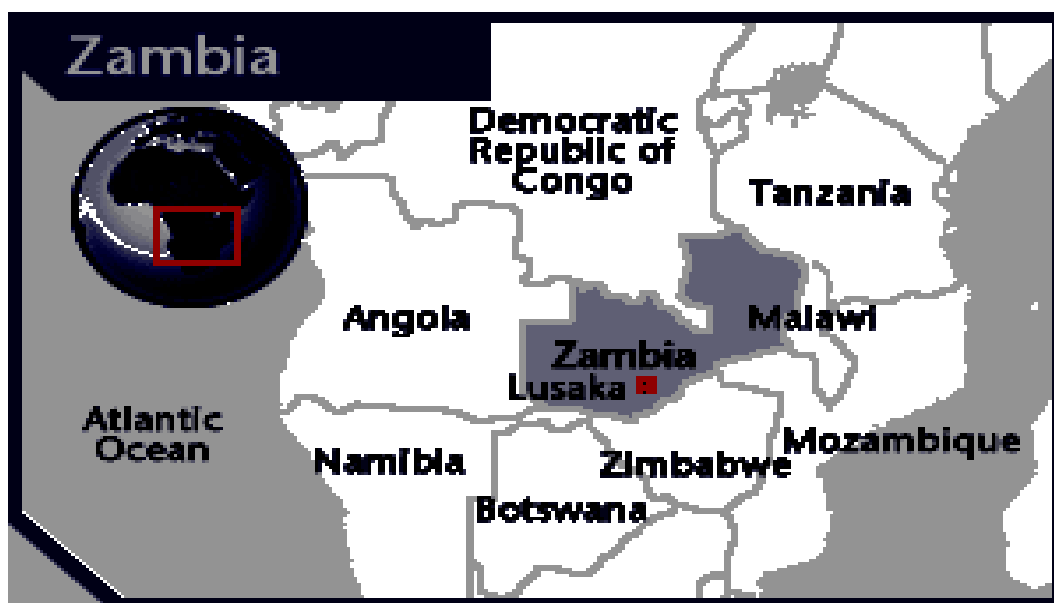 Zambia
Democratic
Republic of
Congo
Tanzania
Angola
Malawi
Zambia
Lusaka
Atlantic
Ocean
Namibia
Zimbabwe
Mozambique
Botswana